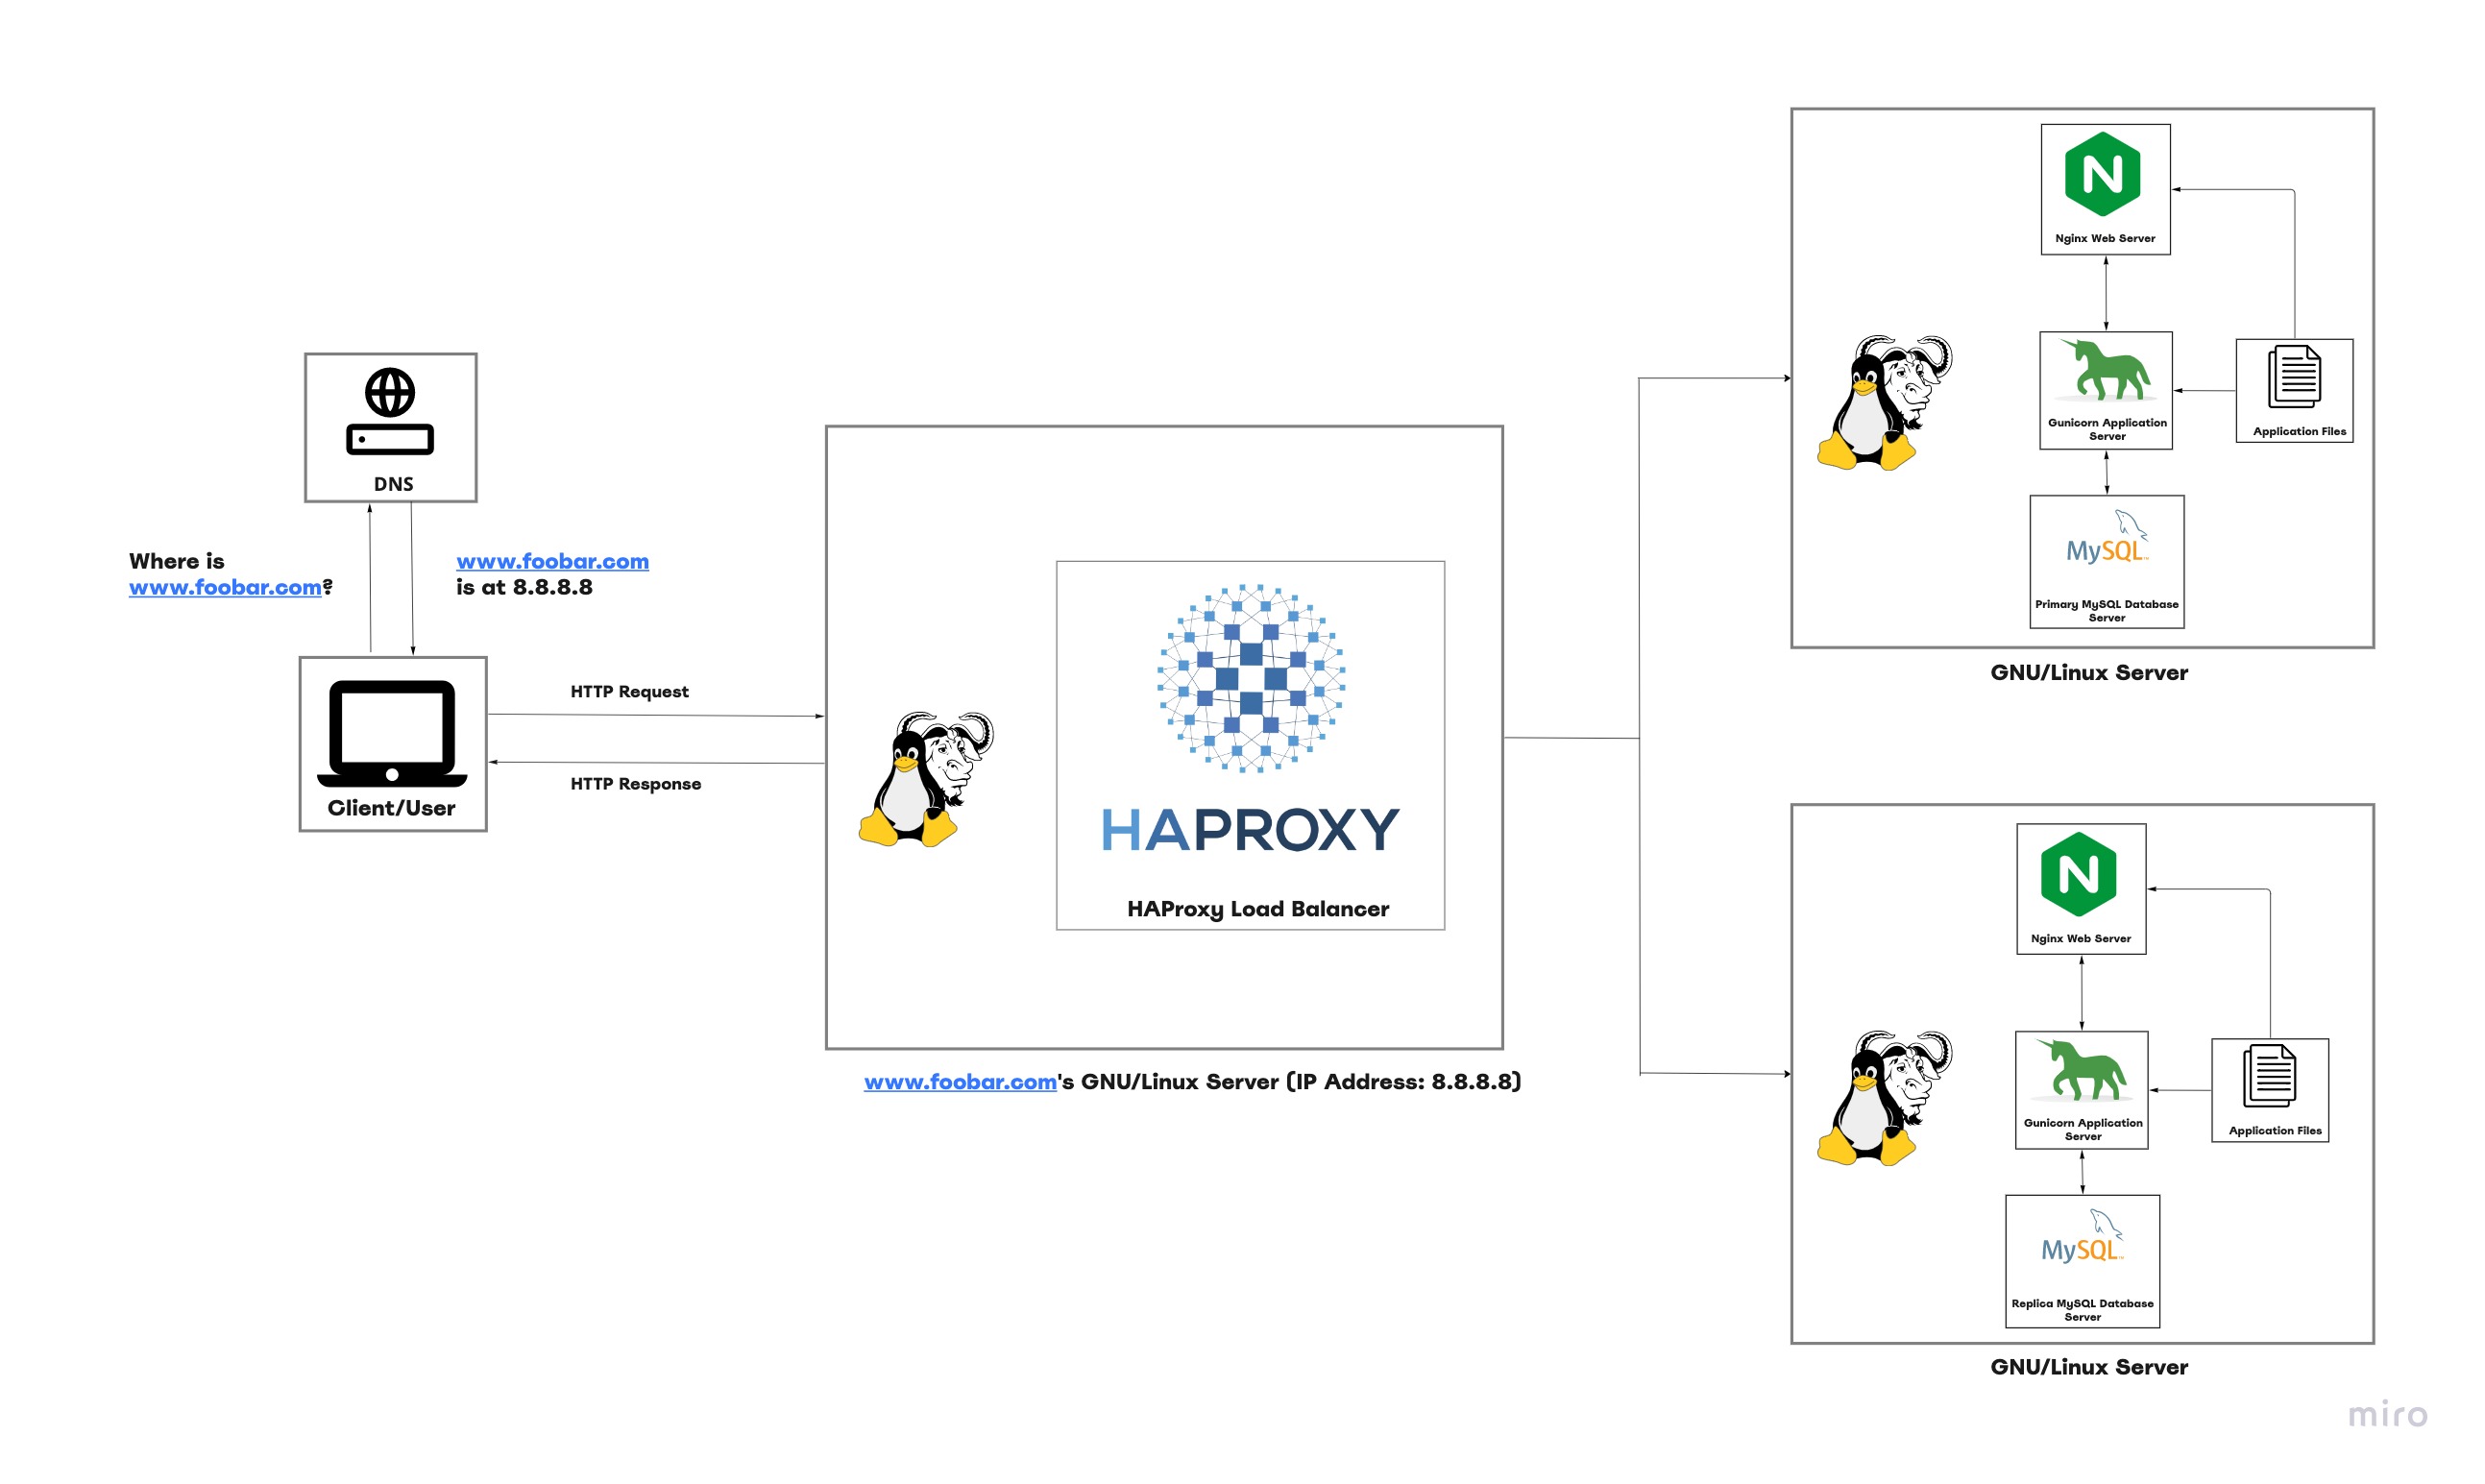 DNS
Where is
www.foobar.com?
www.foobar.com
is at 8.8.8.8
Client/User
HTTP Request
HTTP Response
HAPROXY
HAProxy Load Balancer
www.foobar.com's GNU/Linux Server (IP Address: 8.8.8.8)
N
Nginx Web Server
Gunicorn Application
Server
Application Files
MySQL™
Primary MySQL Database
Server
GNU/Linux Server
N
Nginx Web Server
Gunicorn Application
Server
Application Files
MySQL™
Replica MySQL Database
Server
GNU/Linux Server
miro